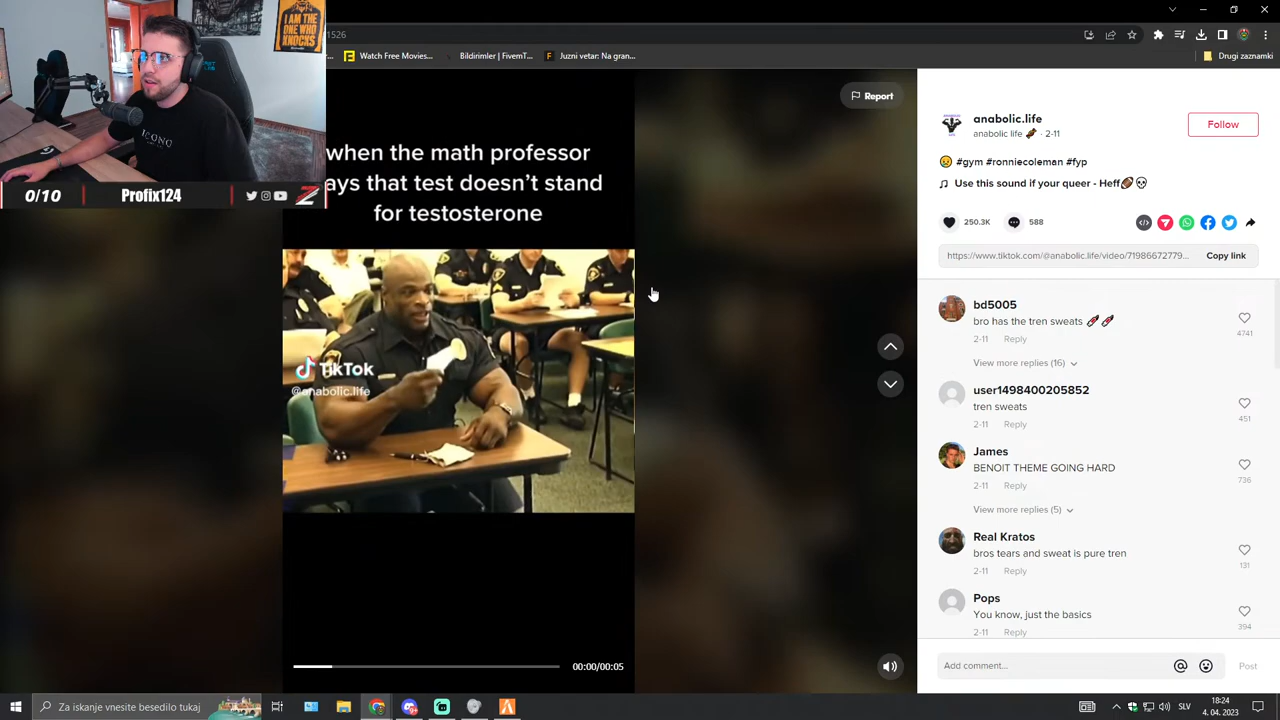 I AM THE
ONE WHO
KNOCKS
ICONO
0/10
Profix124
1526
Watch Free Movies...
Bildirimler | FivemT...
Juzni vetar: Na gran...
Drugi zaznamki
Report
when the math professor
ays that test doesn't stand
for testosterone
TikTok
@anabolic.life
00:00/00:05
anabolic.life
anabolic life · 2-11
Follow
#gym #ronniecoleman #fyp
Use this sound if your queer - Heff
250.3K
588
https://www.tiktok.com/@anabolic.life/video/71986672779...
Copy link
bd5005
bro has the tren sweats
2-11 Reply
4741
View more replies (16)
user1498400205852
tren sweats
2-11 Reply
451
James
BENOIT THEME GOING HARD
2-11 Reply
736
View more replies (5)
Real Kratos
bros tears and sweat is pure tren
2-11 Reply
131
Pops
You know, just the basics
2-11 Reply
394
Add comment...
Post
Za iskanje vnesite besedilo tukaj
SLV
18:24
4. 04. 2023